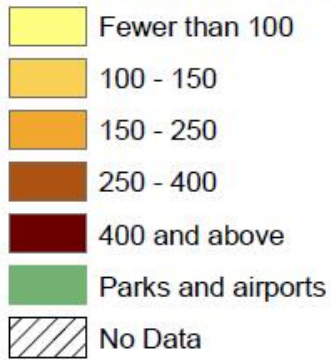 Fewer than 100
100 - 150
150 - 250
250 - 400
400 and above
Parks and airports
No Data